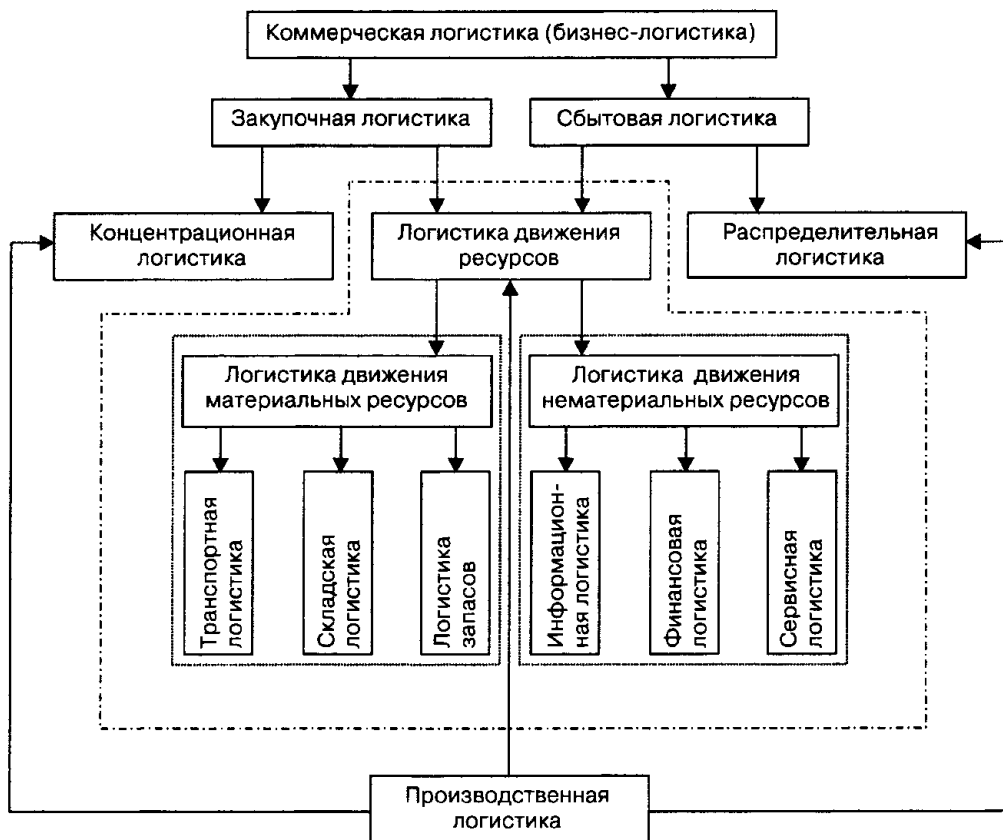 Коммерческая логистика (бизнес-логистика)
Закупочная логистика
Сбытовая логистика
Концентрационная
логистика
Логистика движения
ресурсов
Распределительная
логистика
Логистика движения
материальных ресурсов
Логистика движения
нематериальных ресурсов
Транспортная
логистика
Складская
логистика
Логистика
запасов
Информацион-
ная логистика
Финансовая
логистика
Сервисная
логистика
Производственная
логистика